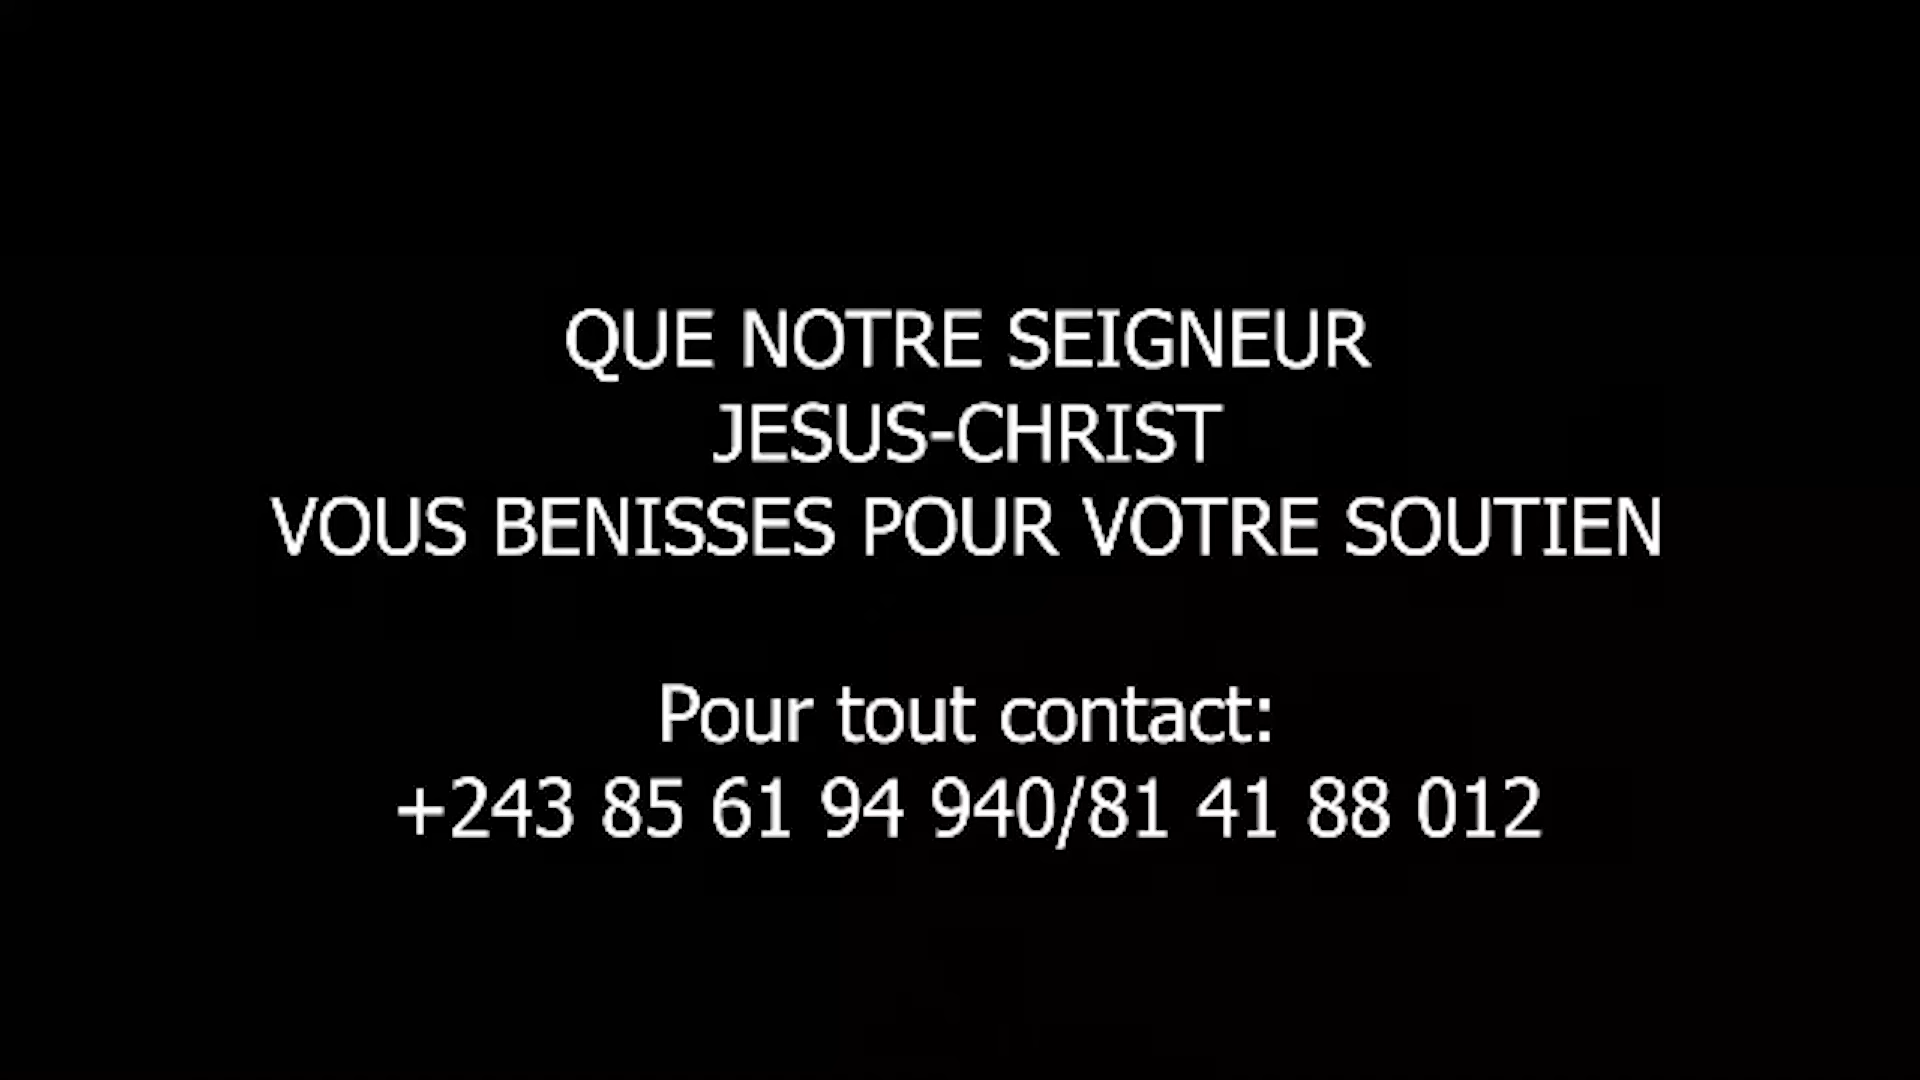 QUE NOTRE SEIGNEUR
JESUS-CHRIST
VOUS BENISSES POUR VOTRE SOUTIEN
Pour tout contact:
+243 85 61 94 940/81 41 88 012